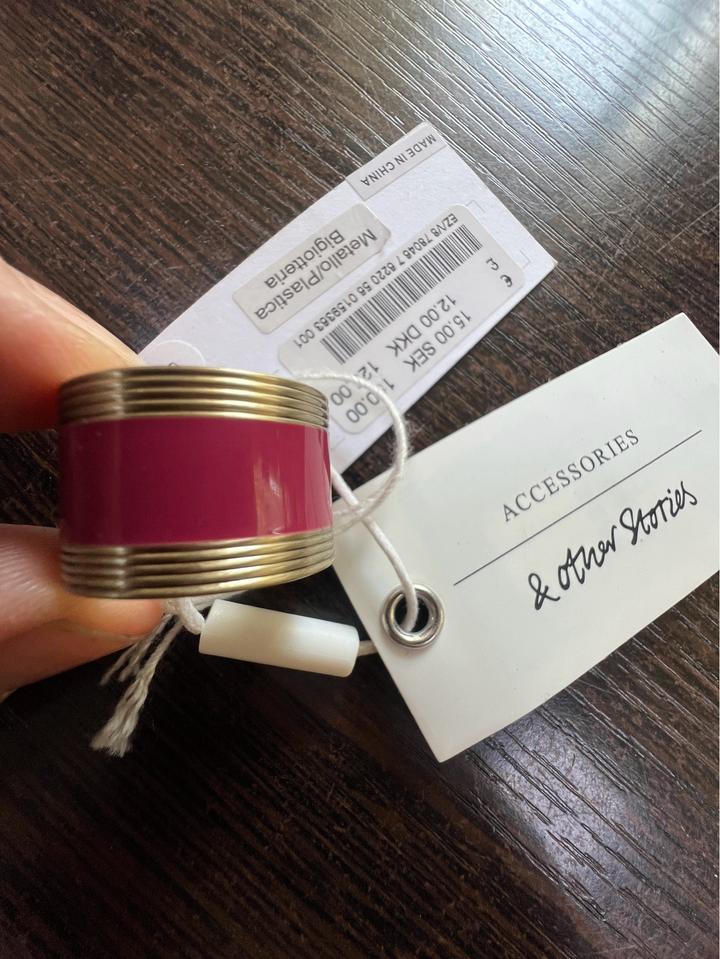 MADE IN CHINA
Metallo/Plastica
Bigiotteria
£ €
15.00 SEK
12.00 DKK
ACCESSORIES
& other Stories